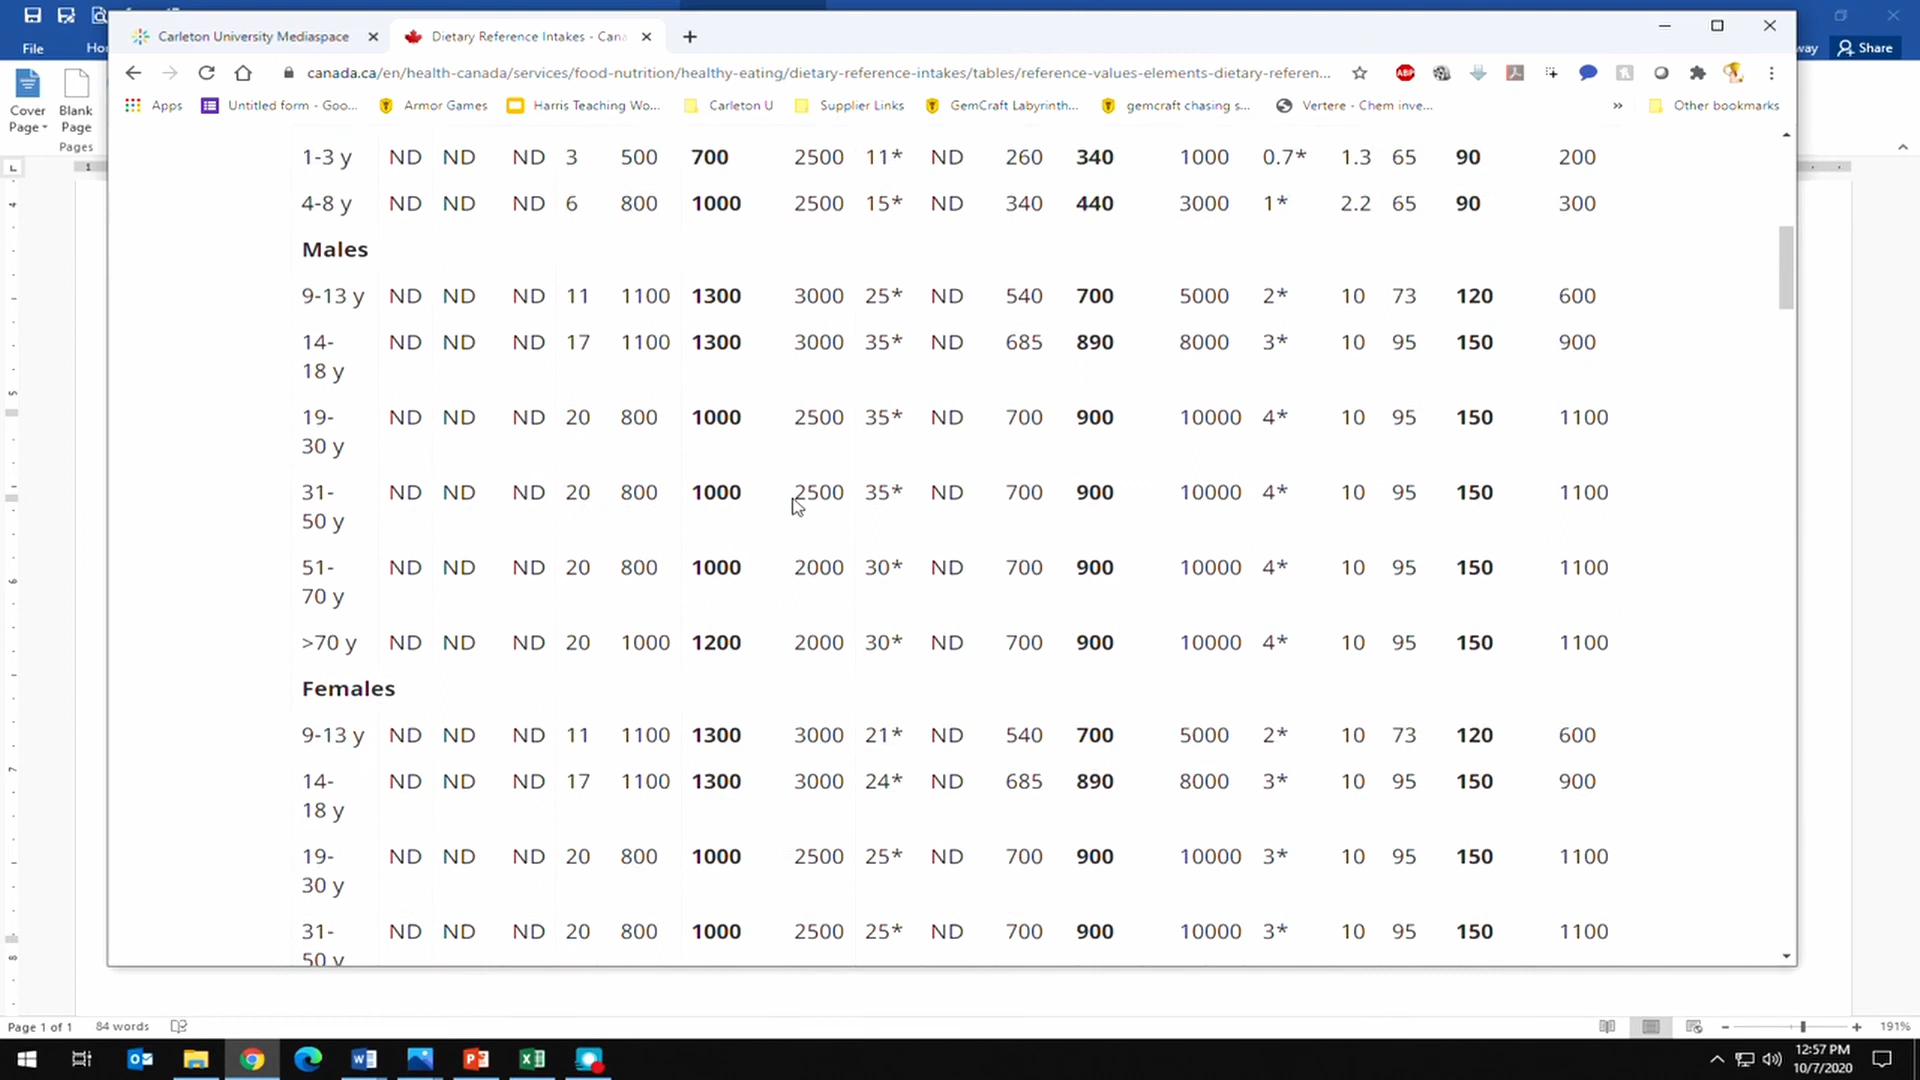 File
Hor
way
Share
Cover
Page
Blank
Page
Pages
Carleton University Mediaspace
Dietary Reference Intakes - Can
canada.ca/en/health-canada/services/food-nutrition/healthy-eating/dietary-reference-intakes/tables/reference-values-elements-dietary-referen...
ABP
Apps
Untitled form - Goo...
Armor Games
Harris Teaching Wo...
Carleton U
Supplier Links
GemCraft Labyrinth...
gemcraft chasing s...
Vertere - Chem inve...
»
Other bookmarks
1-3 y ND ND ND 3 500 700 2500 11* ND 260 340 1000 0.7* 1.3 65 90 200
4-8 y ND ND ND 6 800 1000 2500 15* ND 340 440 3000 1* 2.2 65 90 300
Males
9-13 y ND ND ND 11 1100 1300 3000 25* ND 540 700 5000 2* 10 73 120 600
14- ND ND ND 17 1100 1300 3000 35* ND 685 890 8000 3* 10 95 150 900
18 y
19- ND ND ND 20 800 1000 2500 35* ND 700 900 10000 4* 10 95 150 1100
30 y
31- ND ND ND 20 800 1000 2500 35* ND 700 900 10000 4* 10 95 150 1100
50 y
51- ND ND ND 20 800 1000 2000 30* ND 700 900 10000 4* 10 95 150 1100
70 y
>70 y ND ND ND 20 1000 1200 2000 30* ND 700 900 10000 4* 10 95 150 1100
Females
9-13 y ND ND ND 11 1100 1300 3000 21* ND 540 700 5000 2* 10 73 120 600
14- ND ND ND 17 1100 1300 3000 24* ND 685 890 8000 3* 10 95 150 900
18 y
19- ND ND ND 20 800 1000 2500 25* ND 700 900 10000 3* 10 95 150 1100
30 y
31- ND ND ND 20 800 1000 2500 25* ND 700 900 10000 3* 10 95 150 1100
50 y
Page 1 of 1 84 words
191%
12:57 PM
10/7/2020